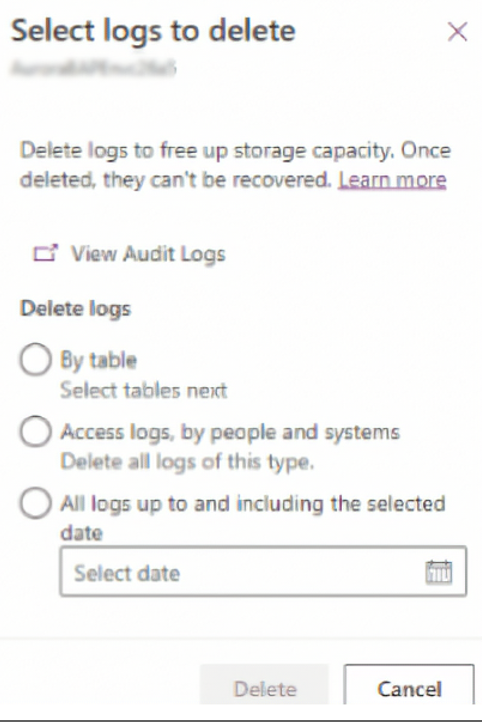 Select logs to delete
Delete logs to free up storage capacity. Once
deleted, they can't be recovered. Learn more
View Audit Logs
Delete logs
By table
Select tables next
Access logs, by people and systems
Delete all logs of this type.
All logs up to and including the selected
date
Select date
Delete
Cancel